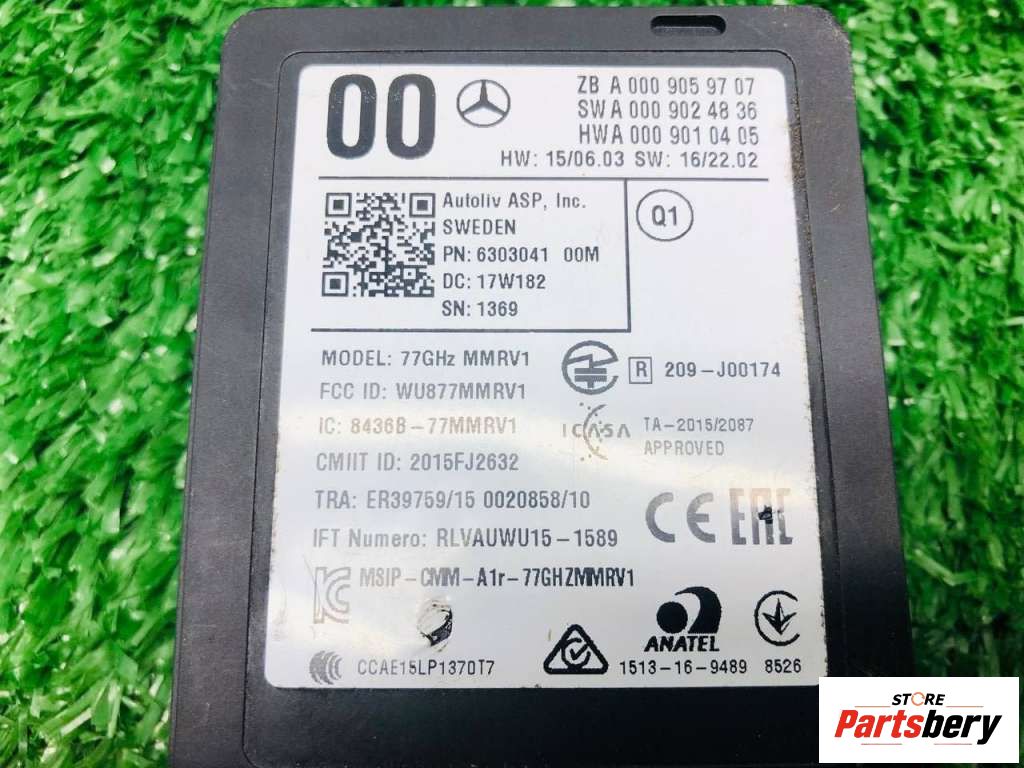 00
ZB A 000 905 97 07
SW A 000 902 48 36
HW A 000 901 04 05
HW: 15/06.03 SW: 16/22.02
Autoliv ASP, Inc.
SWEDEN
PN: 6303041 00M
DC: 17W182
SN: 1369
Q1
MODEL: 77GHz MMRV1
R 209-J00174
FCC ID: WU877MMRV1
IC: 8436B-77MMRV1
ICASA TA-2015/2087
APPROVED
CMIIT ID: 2015FJ2632
TRA: ER39759/15 0020858/10
CE EAC
IFT Numero: RLVAUWU15-1589
KC MSIP-CMM-A1r-77GHZMMRV1
ANATEL
CCC CCAE15LP1370T7
1513-16-9489 8526
STORE
Partsbery